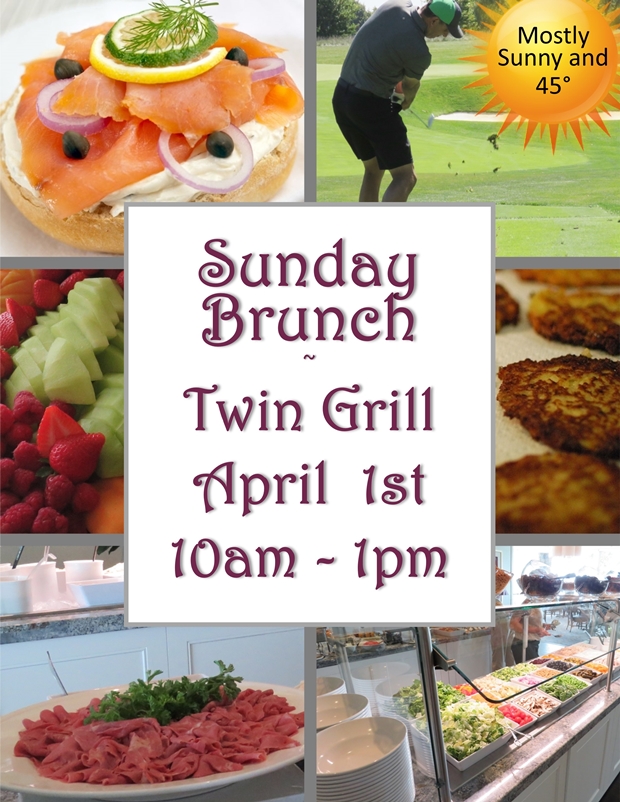 Mostly
Sunny and
45°
Sunday
Brunch
~
Twin Grill
April 1st
10am - 1pm